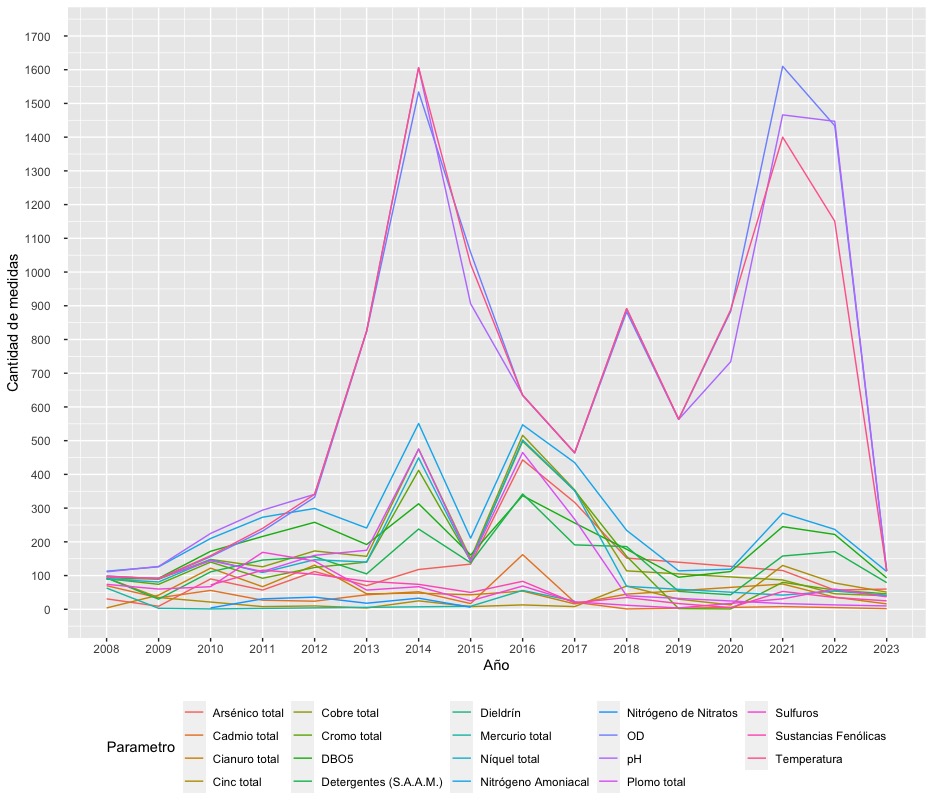 1700
1600
1500
1400
1300
1200
1100
1000
900
800
700
600
500
400
300
200
100
0
Cantidad de medidas
2008 2009 2010 2011 2012 2013 2014 2015 2016 2017 2018 2019 2020 2021 2022 2023
Año
Parametro
Arsénico total
Cadmio total
Cianuro total
Cinc total
Cobre total
Cromo total
DBO5
Detergentes (S.A.A.M.)
Dieldrín
Mercurio total
Níquel total
Nitrógeno Amoniacal
Nitrógeno de Nitratos
OD
pH
Plomo total
Sulfuros
Sustancias Fenólicas
Temperatura